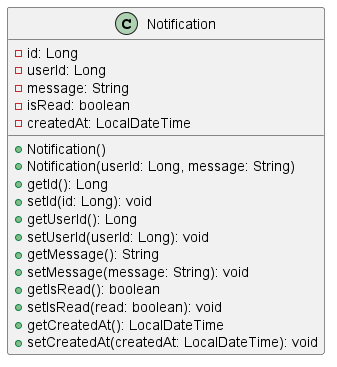 C Notification
id: Long
userId: Long
message: String
isRead: boolean
createdAt: LocalDateTime
Notification()
Notification(userId: Long, message: String)
getId(): Long
setId(id: Long): void
getUserId(): Long
setUserId(userId: Long): void
getMessage(): String
setMessage(message: String): void
getIsRead(): boolean
setIsRead(read: boolean): void
getCreatedAt(): LocalDateTime
setCreatedAt(createdAt: LocalDateTime): void